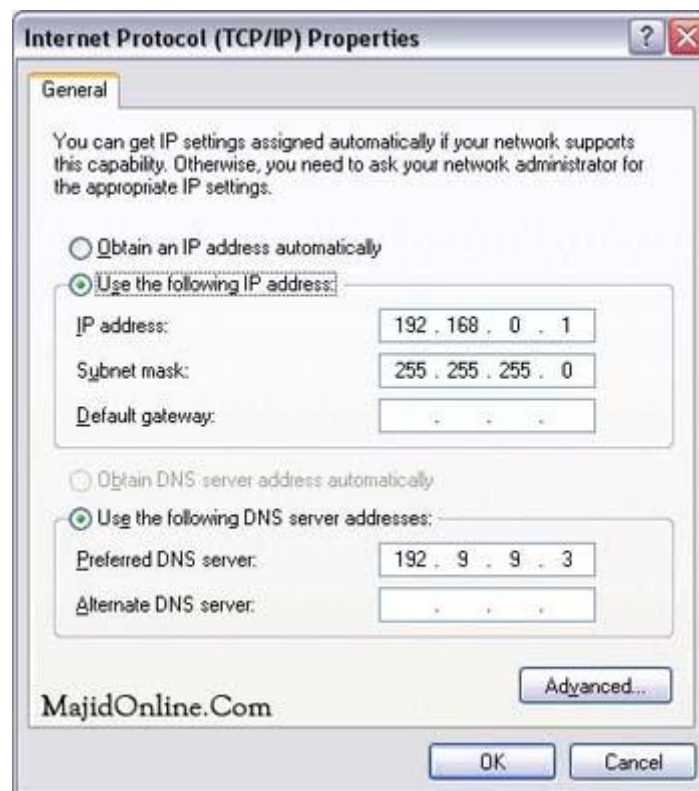 Internet Protocol (TCP/IP) Properties
General
You can get IP settings assigned automatically if your network supports
this capability. Otherwise, you need to ask your network administrator for
the appropriate IP settings.
Obtain an IP address automatically
Use the following IP address:
IP address: 192 . 168 . 0 . 1
Subnet mask: 255 . 255 . 255 . 0
Default gateway: . . .
Obtain DNS server address automatically
Use the following DNS server addresses:
Preferred DNS server: 192 . 9 . 9 . 3
Alternate DNS server: . . .
Advanced...
MajidOnline.Com
OK Cancel